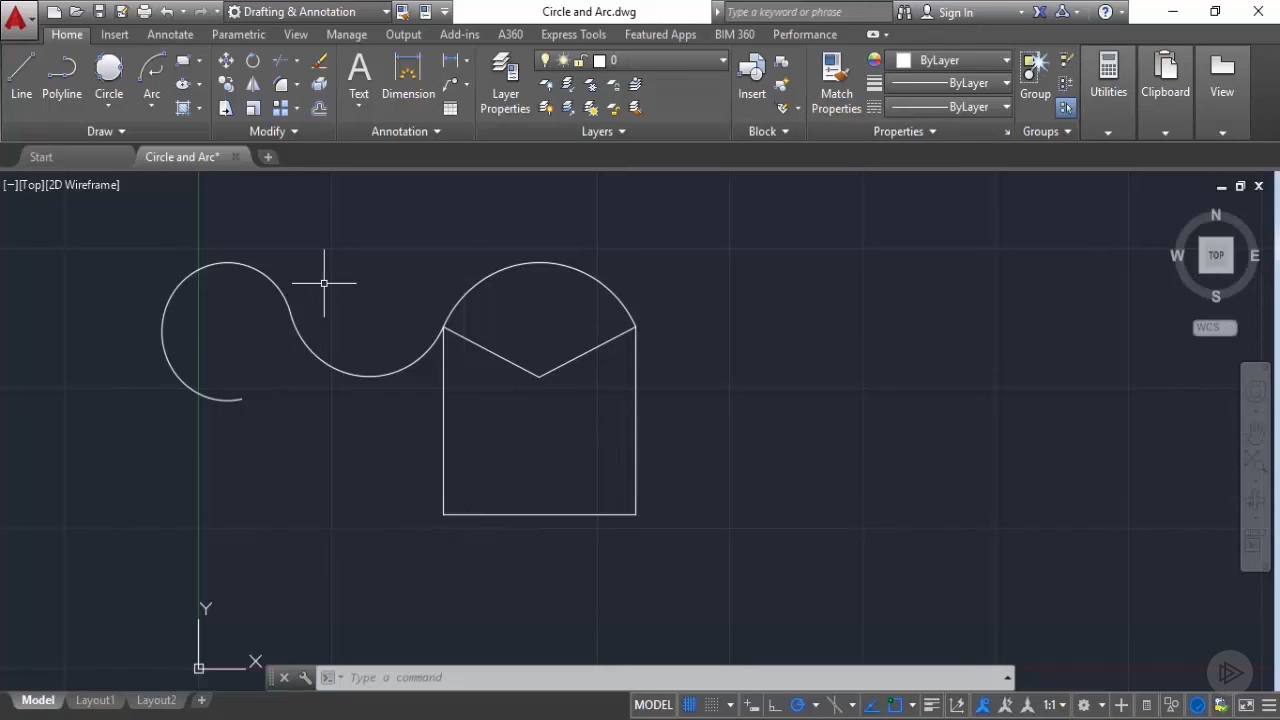 Drafting & Annotation
Circle and Arc.dwg
Type a keyword or phrase
Sign In
Home Insert Annotate Parametric View Manage Output Add-ins A360 Express Tools Featured Apps BIM 360 Performance
Line Polyline Circle Arc
Text Dimension
Layer Properties
0
Insert
Match Properties
ByLayer
ByLayer
ByLayer
Group
Utilities
Clipboard
View
Draw Modify Annotation Layers Block Properties Groups
Start
Circle and Arc*
[−][Top][2D Wireframe]
N
W TOP E
S
WCS
Y
X
Type a command
Model Layout1 Layout2
MODEL
1:1